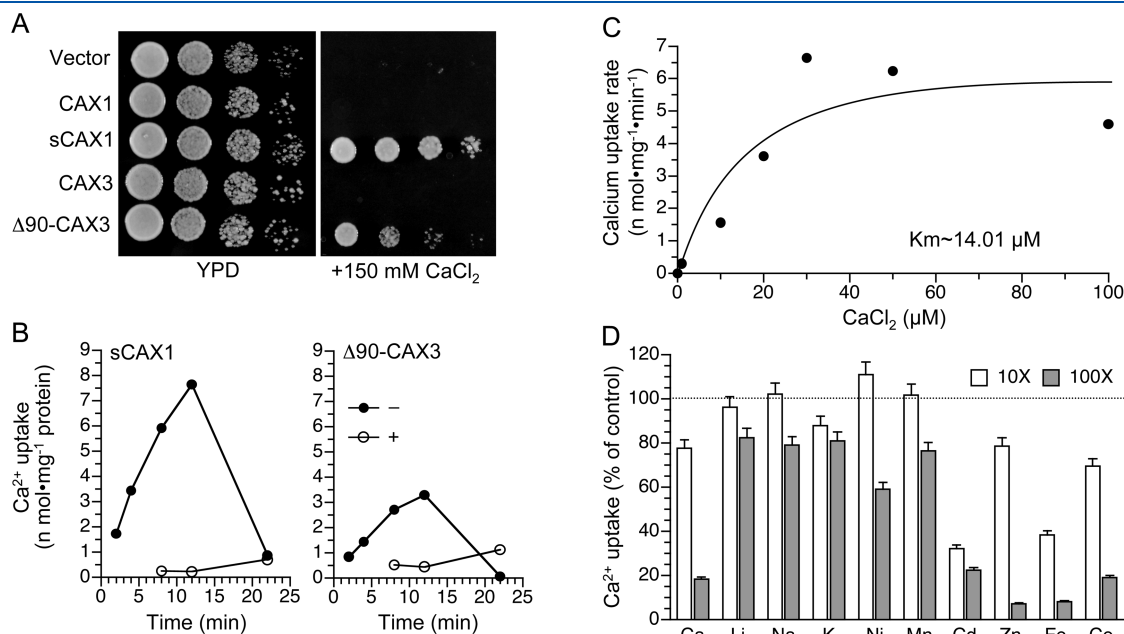 A
Vector
CAX1
sCAX1
CAX3
Δ90-CAX3
YPD
+150 mM CaCl₂
B
sCAX1
Δ90-CAX3
−
+
Ca²⁺ uptake
(n mol•mg⁻¹ protein)
9
8
7
6
5
4
3
2
1
0
0 5 10 15 20 25
Time (min)
9
8
7
6
5
4
3
2
1
0
0 5 10 15 20 25
Time (min)
C
Calcium uptake rate
(n mol•mg⁻¹•min⁻¹)
7
6
5
4
3
2
1
0
Km~14.01 µM
0 20 40 60 80 100
CaCl₂ (µM)
D
Ca²⁺ uptake (% of control)
120
100
80
60
40
20
0
10X 100X